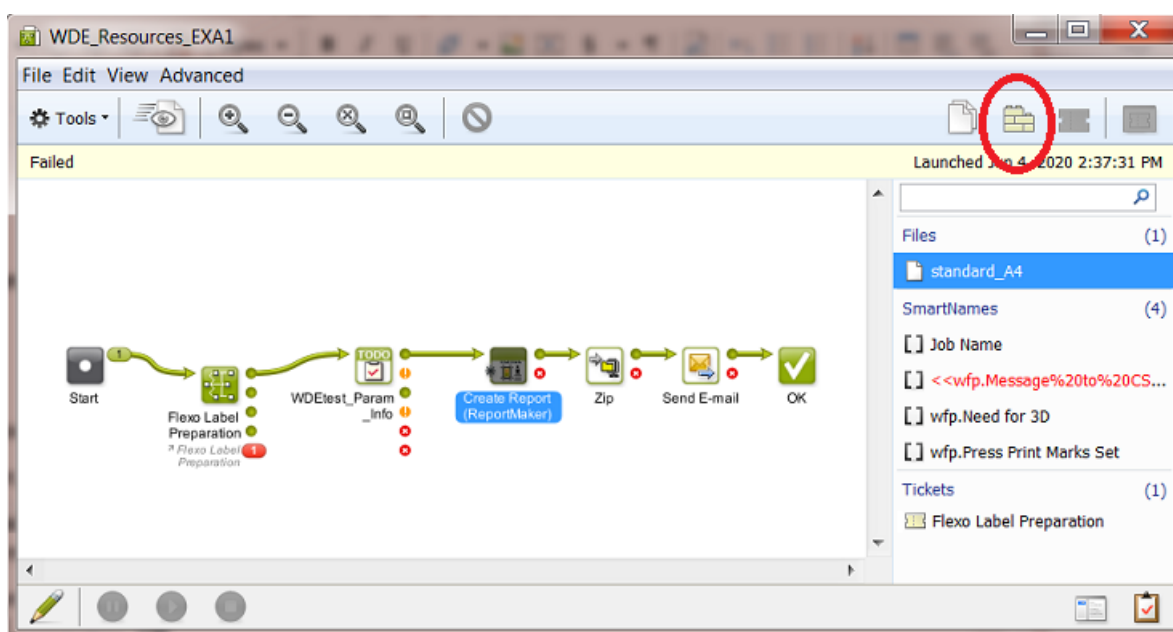 WDE_Resources_EXA1
File Edit View Advanced
Tools
Failed
Launched Jun 4, 2020 2:37:31 PM
Files (1)
standard_A4
SmartNames (4)
[ ] Job Name
[ ] <<wfp.Message%20to%20CS...
[ ] wfp.Need for 3D
[ ] wfp.Press Print Marks Set
Tickets (1)
Flexo Label Preparation
1
TODO
Start
Flexo Label
Preparation
Flexo Label
Preparation
1
WDEtest_Param
_Info
Create Report
(ReportMaker)
Zip
Send E-mail
OK